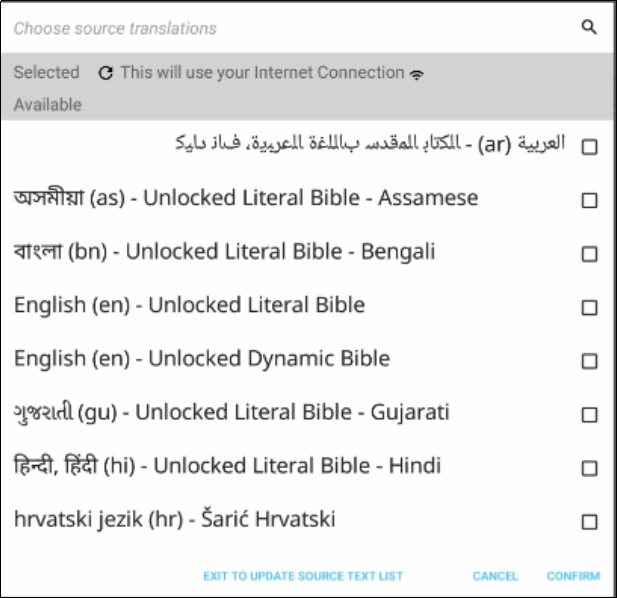 Choose source translations
Selected This will use your Internet Connection
Available
العربية (ar) - الكتاب المقدس باللغة العربية، فان دايك
অসমীয়া (as) - Unlocked Literal Bible - Assamese
বাংলা (bn) - Unlocked Literal Bible - Bengali
English (en) - Unlocked Literal Bible
English (en) - Unlocked Dynamic Bible
ગુજરાતી (gu) - Unlocked Literal Bible - Gujarati
हिन्दी, हिंदी (hi) - Unlocked Literal Bible - Hindi
hrvatski jezik (hr) - Šarić Hrvatski
EXIT TO UPDATE SOURCE TEXT LIST CANCEL CONFIRM